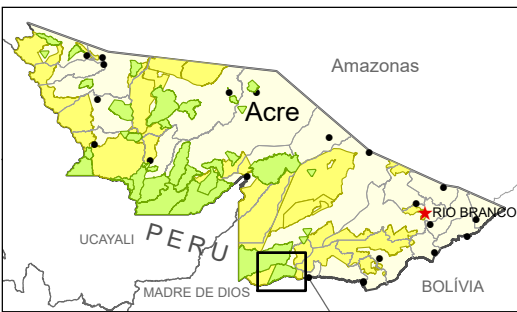 Amazonas
Acre
RIO BRANCO
UCAYALI
PERU
MADRE DE DIOS
BOLÍVIA